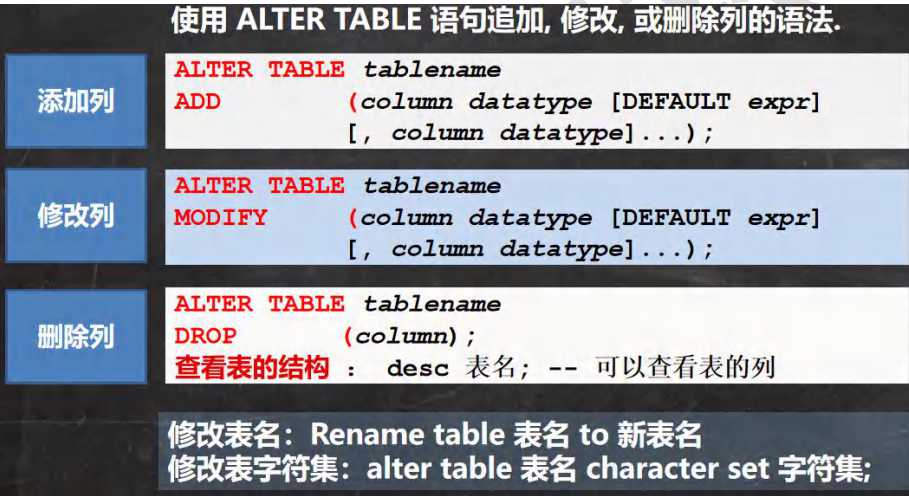 使用 ALTER TABLE 语句追加, 修改, 或删除列的语法.
添加列
ALTER TABLE tablename
ADD (column datatype [DEFAULT expr]
[, column datatype]...);
修改列
ALTER TABLE tablename
MODIFY (column datatype [DEFAULT expr]
[, column datatype]...);
删除列
ALTER TABLE tablename
DROP (column);
查看表的结构 ： desc 表名; -- 可以查看表的列
修改表名：Rename table 表名 to 新表名
修改表字符集：alter table 表名 character set 字符集;